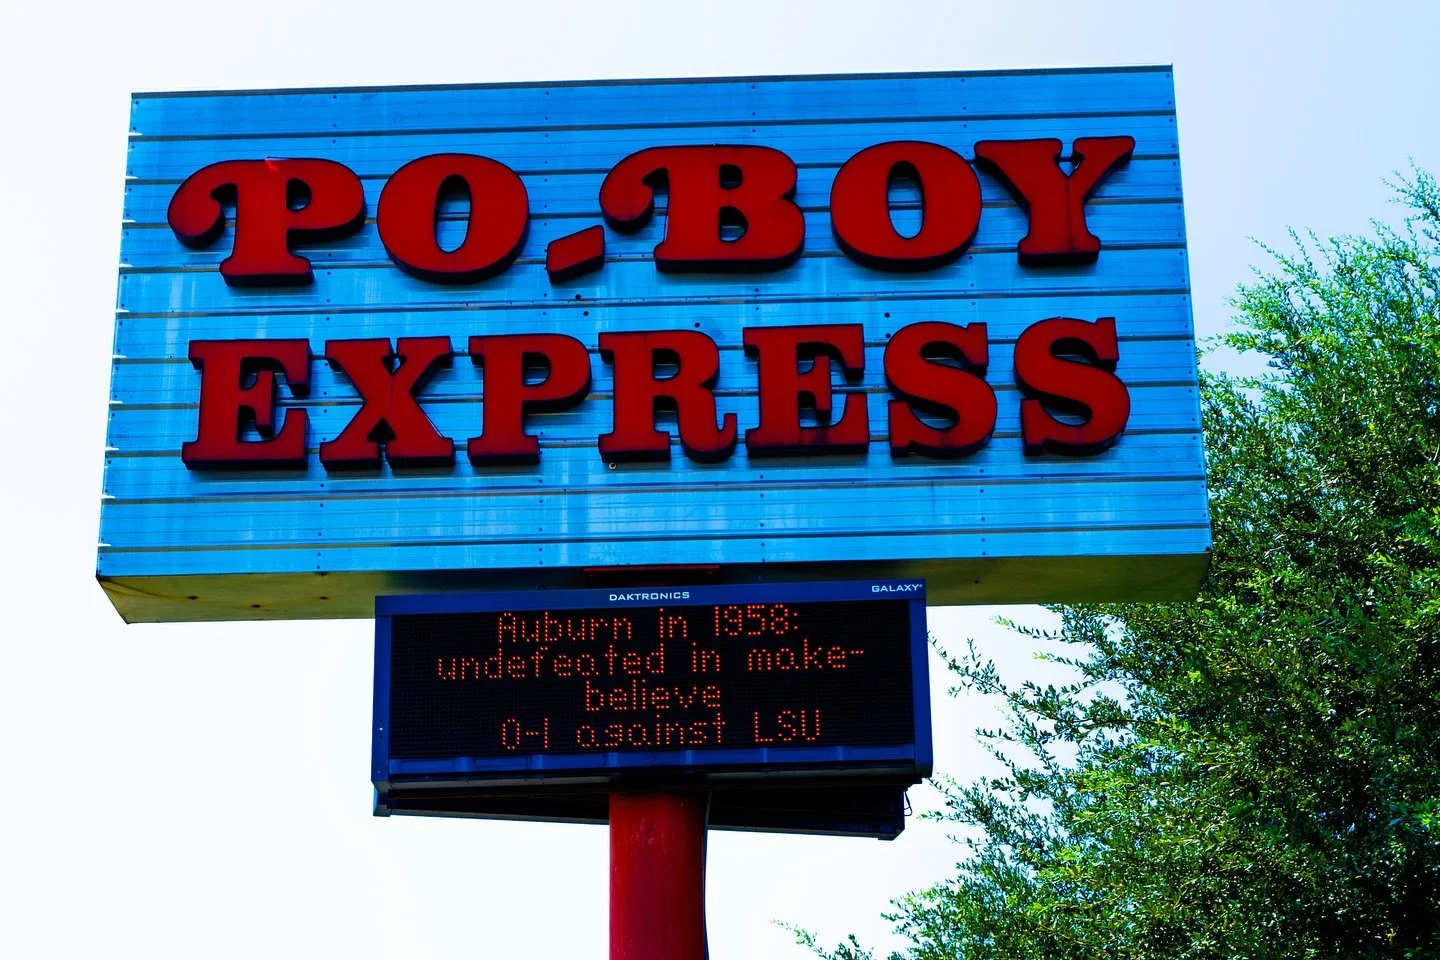 PO-BOY
EXPRESS
DAKTRONICS GALAXY®
Auburn in 1958:
undefeated in make-
believe
0-1 against LSU